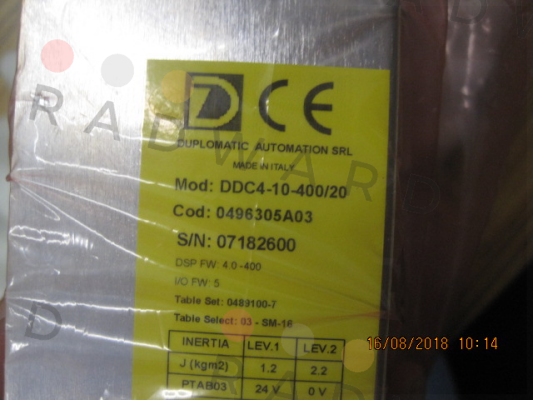 CE
DUPLOMATIC AUTOMATION SRL
MADE IN ITALY
Mod: DDC4-10-400/20
Cod: 0496305A03
S/N: 07182600
DSP FW: 4.0-400
I/O FW: 5
Table Set: 0489100-7
Table Select: 03 - SM-16
INERTIA LEV.1 LEV.2
J (kgm2) 1.2 2.2
PTAB03 24 V 0 V
16/08/2018 10:14
RADWARO